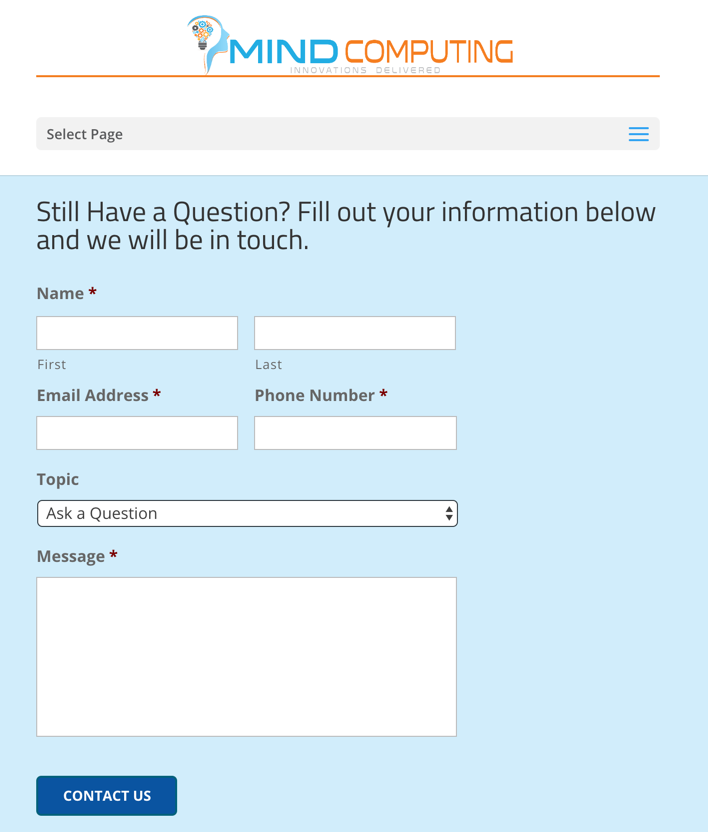 MIND COMPUTING
INNOVATIONS DELIVERED
Select Page
Still Have a Question? Fill out your information below
and we will be in touch.
Name *
First Last
Email Address * Phone Number *
Topic
Ask a Question
Message *
CONTACT US